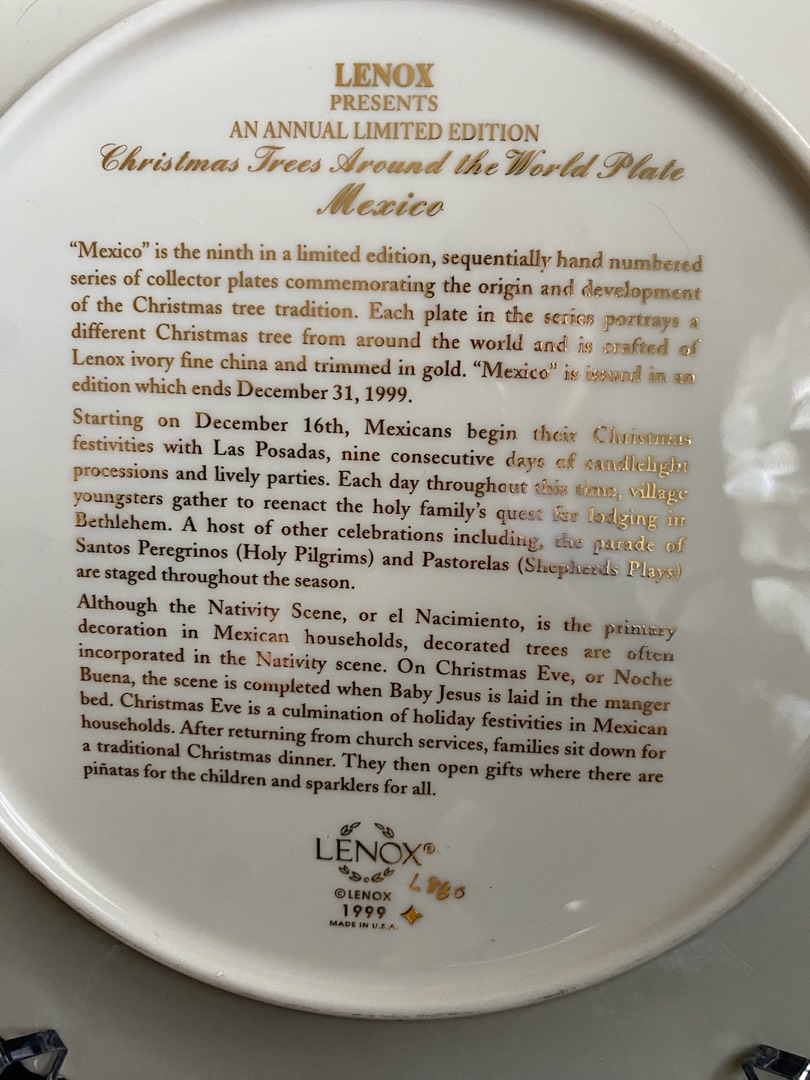 LENOX
PRESENTS
AN ANNUAL LIMITED EDITION
Christmas Trees Around the World Plate
Mexico
“Mexico” is the ninth in a limited edition, sequentially hand numbered
series of collector plates commemorating the origin and development
of the Christmas tree tradition. Each plate in the series portrays a
different Christmas tree from around the world and is crafted of
Lenox ivory fine china and trimmed in gold. “Mexico” is issued in an
edition which ends December 31, 1999.
Starting on December 16th, Mexicans begin their Christmas
festivities with Las Posadas, nine consecutive days of candlelight
processions and lively parties. Each day throughout this time, village
youngsters gather to reenact the holy family’s quest for lodging in
Bethlehem. A host of other celebrations including, the parade of
Santos Peregrinos (Holy Pilgrims) and Pastorelas (Shepherds Plays)
are staged throughout the season.
Although the Nativity Scene, or el Nacimiento, is the primary
decoration in Mexican households, decorated trees are often
incorporated in the Nativity scene. On Christmas Eve, or Noche
Buena, the scene is completed when Baby Jesus is laid in the manger
bed. Christmas Eve is a culmination of holiday festivities in Mexican
households. After returning from church services, families sit down for
a traditional Christmas dinner. They then open gifts where there are
piñatas for the children and sparklers for all.
LENOX®
©LENOX
1999
MADE IN U.S.A.